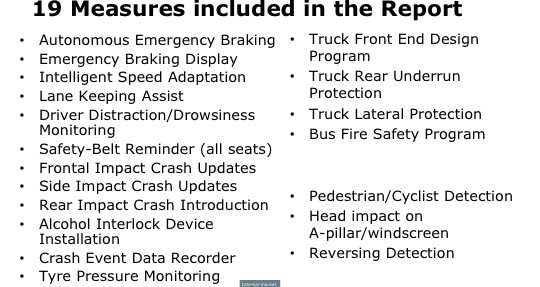 19 Measures included in the Report
• Autonomous Emergency Braking
• Emergency Braking Display
• Intelligent Speed Adaptation
• Lane Keeping Assist
• Driver Distraction/Drowsiness
Monitoring
• Safety-Belt Reminder (all seats)
• Frontal Impact Crash Updates
• Side Impact Crash Updates
• Rear Impact Crash Introduction
• Alcohol Interlock Device
Installation
• Crash Event Data Recorder
• Tyre Pressure Monitoring
• Truck Front End Design
Program
• Truck Rear Underrun
Protection
• Truck Lateral Protection
• Bus Fire Safety Program
• Pedestrian/Cyclist Detection
• Head impact on
A-pillar/windscreen
• Reversing Detection